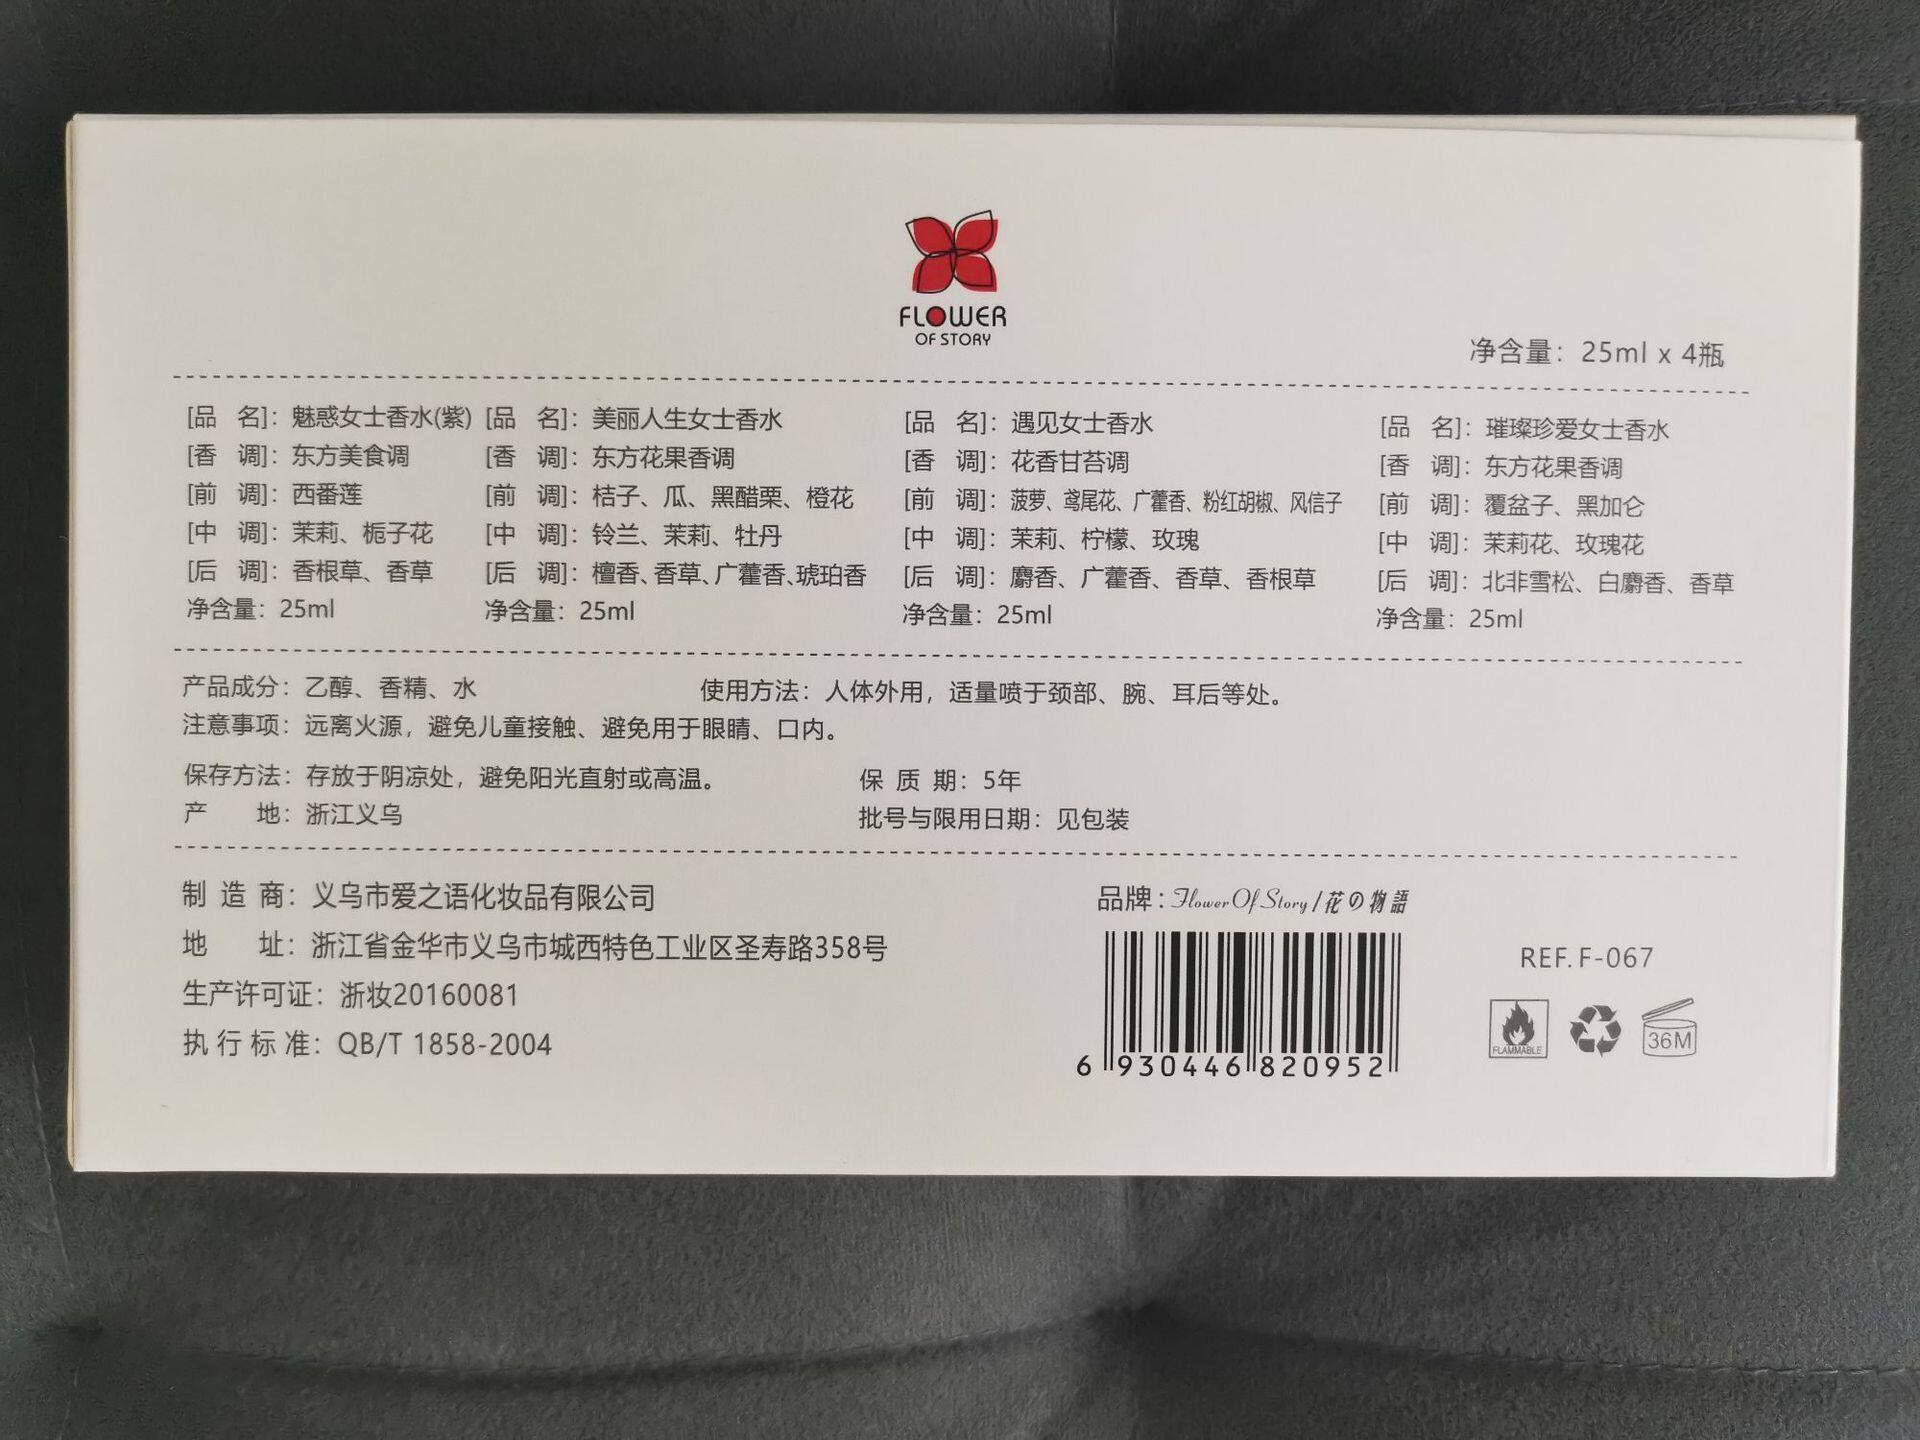 FLOWER
OF STORY
净含量：25ml x 4瓶
[品 名]：魅惑女士香水(紫)
[香 调]：东方美食调
[前 调]：西番莲
[中 调]：茉莉、栀子花
[后 调]：香根草、香草
净含量：25ml
[品 名]：美丽人生女士香水
[香 调]：东方花果香调
[前 调]：桔子、瓜、黑醋栗、橙花
[中 调]：铃兰、茉莉、牡丹
[后 调]：檀香、香草、广藿香、琥珀香
净含量：25ml
[品 名]：遇见女士香水
[香 调]：花香甘苔调
[前 调]：菠萝、鸢尾花、广藿香、粉红胡椒、风信子
[中 调]：茉莉、柠檬、玫瑰
[后 调]：麝香、广藿香、香草、香根草
净含量：25ml
[品 名]：璀璨珍爱女士香水
[香 调]：东方花果香调
[前 调]：覆盆子、黑加仑
[中 调]：茉莉花、玫瑰花
[后 调]：北非雪松、白麝香、香草
净含量：25ml
产品成分：乙醇、香精、水
使用方法：人体外用，适量喷于颈部、腕、耳后等处。
注意事项：远离火源，避免儿童接触、避免用于眼睛、口内。
保存方法：存放于阴凉处，避免阳光直射或高温。
保 质 期：5年
产 地：浙江义乌
批号与限用日期：见包装
制 造 商：义乌市爱之语化妆品有限公司
地 址：浙江省金华市义乌市城西特色工业区圣寿路358号
生产许可证：浙妆20160081
执 行 标 准：QB/T 1858-2004
品牌：Flower Of Story/花の物語
6 930446 820952
REF. F-067
FLAMMABLE
36M